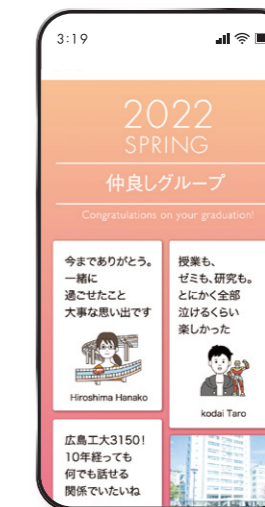 3:19
2022
SPRING
仲良しグループ
Congratulations on your graduation!
今までありがとう。
一緒に
過ごせたこと
大事な思い出です
Hiroshima Hanako
授業も、
ゼミも、研究も。
とにかく全部
泣けるくらい
楽しかった
kodai Taro
広島工大3150!
10年経っても
何でも話せる
関係でいたいね